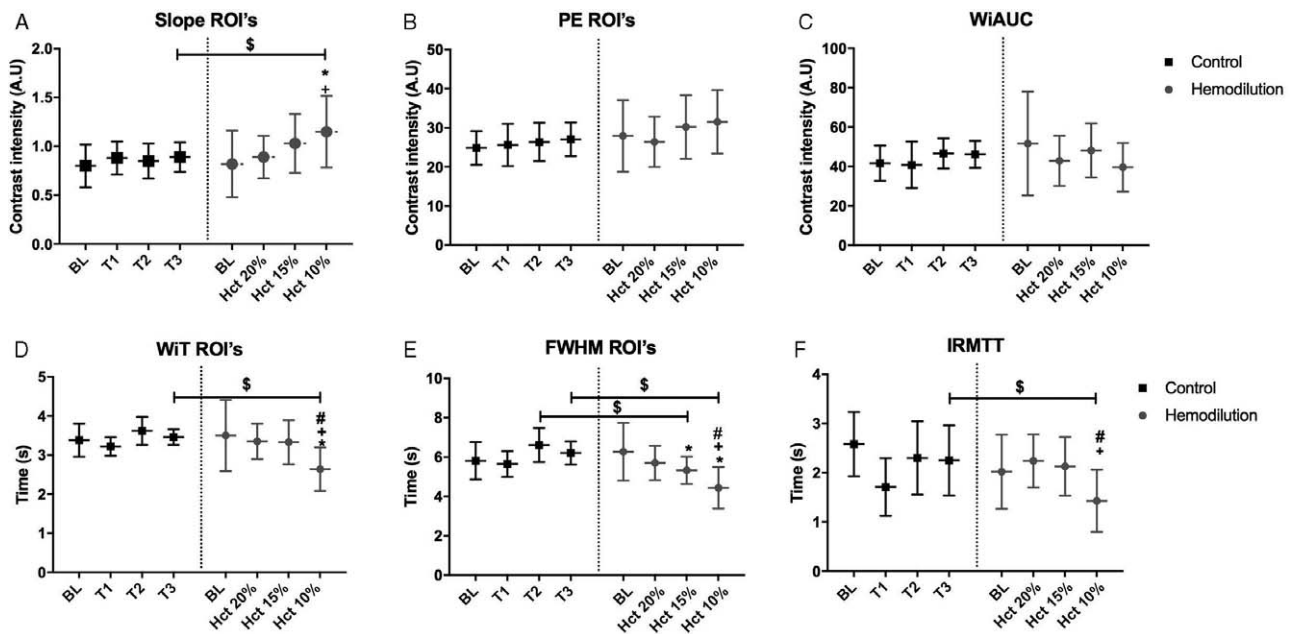 A
Slope ROI's
Contrast intensity (A.U)
2.0
1.5
1.0
0.5
0.0
$
*
+
BL
T1
T2
T3
BL
Hct 20%
Hct 15%
Hct 10%
B
PE ROI's
Contrast intensity (A.U)
50
40
30
20
10
0
BL
T1
T2
T3
BL
Hct 20%
Hct 15%
Hct 10%
C
WiAUC
Contrast intensity (A.U)
100
80
60
40
20
0
BL
T1
T2
T3
BL
Hct 20%
Hct 15%
Hct 10%
Control
Hemodilution
D
WiT ROI's
Time (s)
5
4
3
2
1
0
$
#
+
*
BL
T1
T2
T3
BL
Hct 20%
Hct 15%
Hct 10%
E
FWHM ROI's
Time (s)
10
8
6
4
2
0
$
$
*
#
+
*
BL
T1
T2
T3
BL
Hct 20%
Hct 15%
Hct 10%
F
IRMTT
Time (s)
4
3
2
1
0
$
#
+
BL
T1
T2
T3
BL
Hct 20%
Hct 15%
Hct 10%
Control
Hemodilution